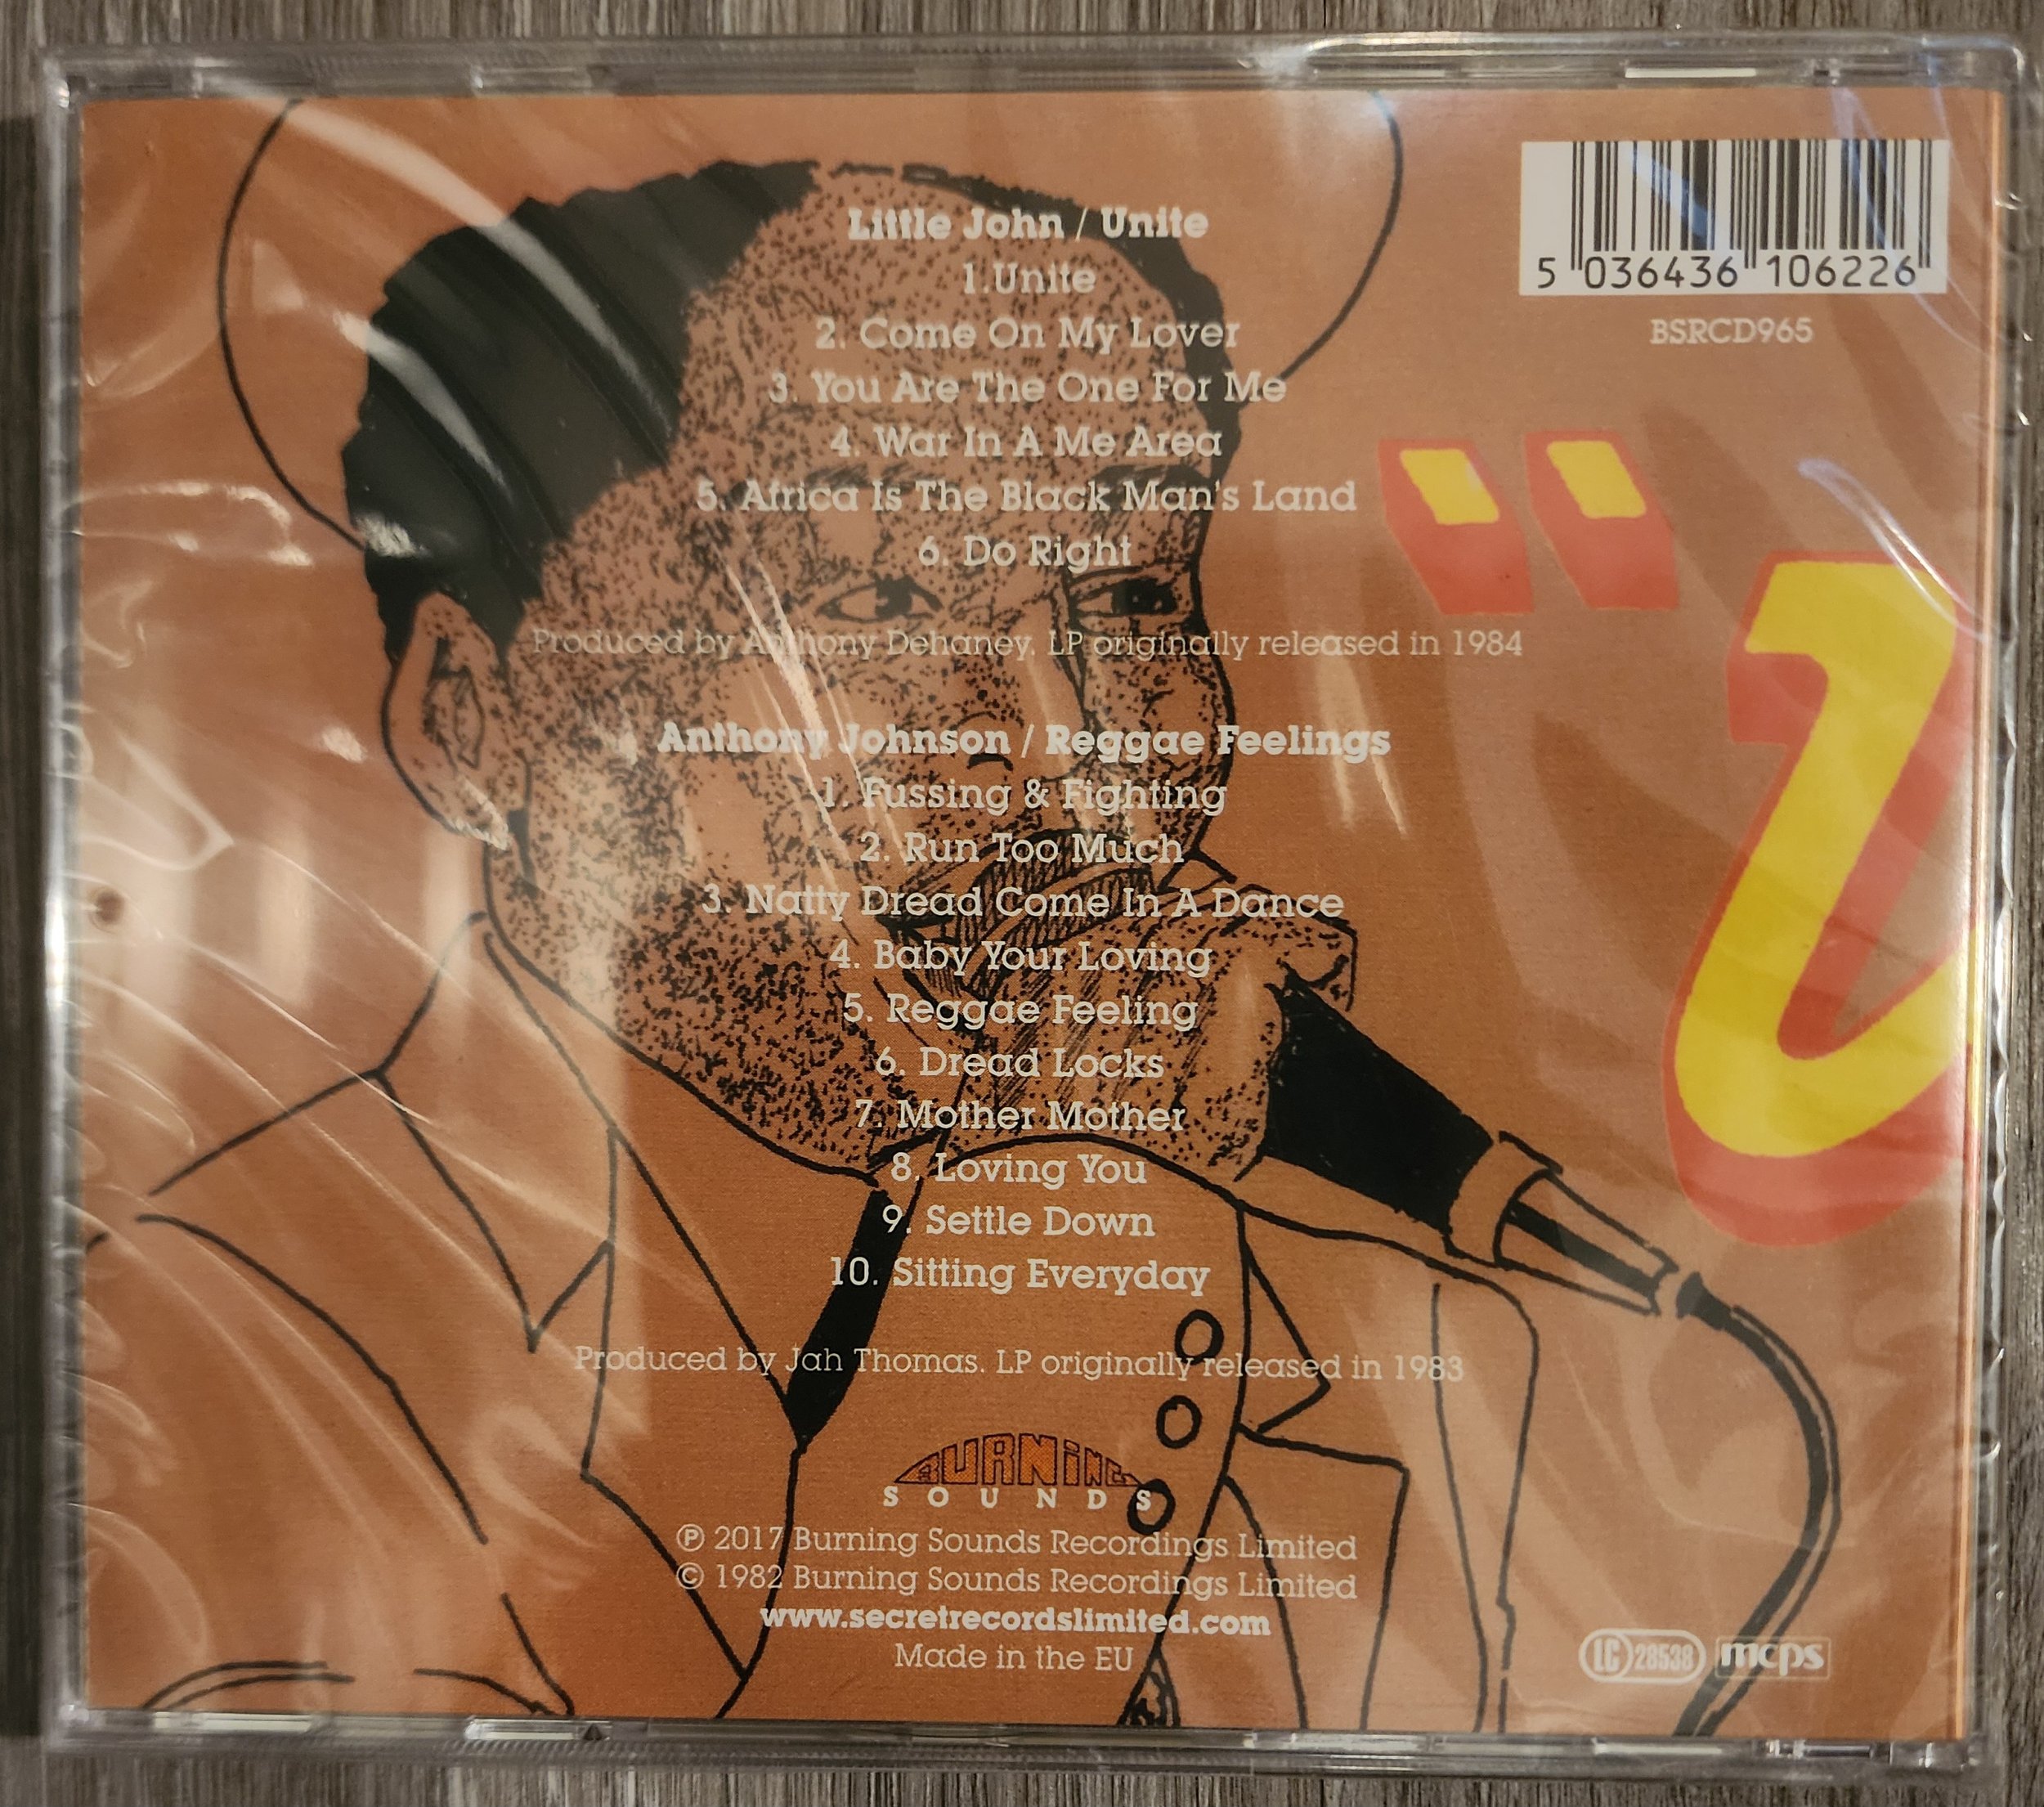 Little John / Unite
1.Unite
2. Come On My Lover
3. You Are The One For Me
4. War In A Me Area
5. Africa Is The Black Man's Land
6. Do Right
Produced by Anthony Dehaney. LP originally released in 1984
Anthony Johnson / Reggae Feelings
1. Fussing & Fighting
2. Run Too Much
3. Natty Dread Come In A Dance
4. Baby Your Loving
5. Reggae Feeling
6. Dread Locks
7. Mother Mother
8. Loving You
9. Settle Down
10. Sitting Everyday
Produced by Jah Thomas. LP originally released in 1983
BURNiNG
SOUNDS
℗ 2017 Burning Sounds Recordings Limited
© 1982 Burning Sounds Recordings Limited
www.secretrecordslimited.com
Made in the EU
5 036436 106226
BSRCD965
LC 28538 mcps